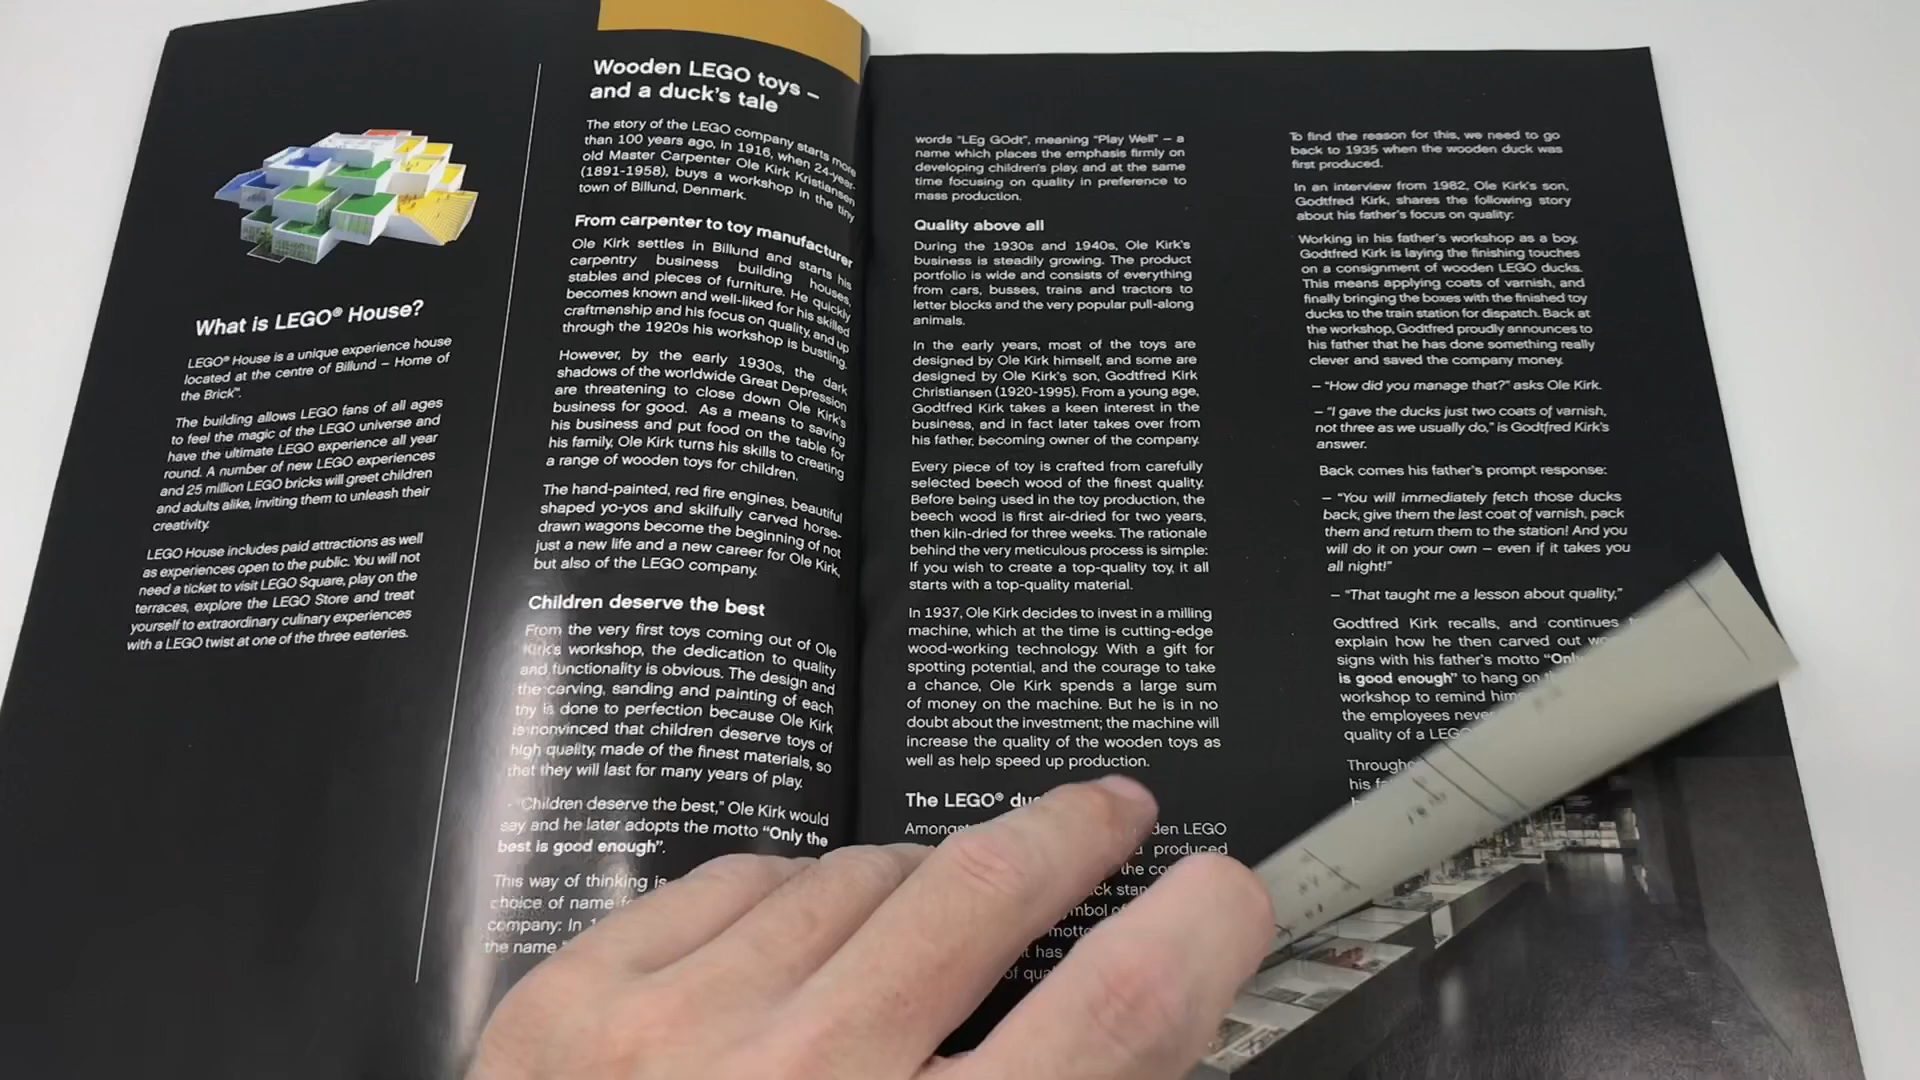 What is LEGO® House?
LEGO® House is a unique experience house
located at the centre of Billund – Home of
the Brick".
The building allows LEGO fans of all ages
to feel the magic of the LEGO universe and
have the ultimate LEGO experience all year
round. A number of new LEGO experiences
and 25 million LEGO bricks will greet children
and adults alike, inviting them to unleash their
creativity.
LEGO House includes paid attractions as well
as experiences open to the public. You will not
need a ticket to visit LEGO Square, play on the
terraces, explore the LEGO Store and treat
yourself to extraordinary culinary experiences
with a LEGO twist at one of the three eateries.
Wooden LEGO toys –
and a duck's tale
The story of the LEGO company starts more
than 100 years ago, in 1916, when 24-year-
old Master Carpenter Ole Kirk Kristiansen
(1891-1958), buys a workshop in the tiny
town of Billund, Denmark.
From carpenter to toy manufacturer
Ole Kirk settles in Billund and starts his
carpentry business building houses,
stables and pieces of furniture. He quickly
becomes known and well-liked for his skilled
craftmanship and his focus on quality, and up
through the 1920s his workshop is bustling.
However, by the early 1930s, the dark
shadows of the worldwide Great Depression
are threatening to close down Ole Kirk's
business for good. As a means to saving
his business and put food on the table for
his family, Ole Kirk turns his skills to creating
a range of wooden toys for children.
The hand-painted, red fire engines, beautiful
shaped yo-yos and skilfully carved horse-
drawn wagons become the beginning of not
just a new life and a new career for Ole Kirk,
but also of the LEGO company.
Children deserve the best
From the very first toys coming out of Ole
Kirk's workshop, the dedication to quality
and functionality is obvious. The design and
the carving, sanding and painting of each
toy is done to perfection because Ole Kirk
is convinced that children deserve toys of
high quality, made of the finest materials, so
that they will last for many years of play.
- "Children deserve the best," Ole Kirk would
say and he later adopts the motto "Only the
best is good enough".
This way of thinking is
choice of name
company: In
the name
words "LEg GOdt", meaning "Play Well" – a
name which places the emphasis firmly on
developing children's play, and at the same
time focusing on quality in preference to
mass production.
Quality above all
During the 1930s and 1940s, Ole Kirk's
business is steadily growing. The product
portfolio is wide and consists of everything
from cars, busses, trains and tractors to
letter blocks and the very popular pull-along
animals.
In the early years, most of the toys are
designed by Ole Kirk himself, and some are
designed by Ole Kirk's son, Godtfred Kirk
Christiansen (1920-1995). From a young age,
Godtfred Kirk takes a keen interest in the
business, and in fact later takes over from
his father, becoming owner of the company.
Every piece of toy is crafted from carefully
selected beech wood of the finest quality.
Before being used in the toy production, the
beech wood is first air-dried for two years,
then kiln-dried for three weeks. The rationale
behind the very meticulous process is simple:
If you wish to create a top-quality toy, it all
starts with a top-quality material.
In 1937, Ole Kirk decides to invest in a milling
machine, which at the time is cutting-edge
wood-working technology. With a gift for
spotting potential, and the courage to take
a chance, Ole Kirk spends a large sum
of money on the machine. But he is in no
doubt about the investment; the machine will
increase the quality of the wooden toys as
well as help speed up production.
The LEGO®
LEGO
produced
the
of
has
of
To find the reason for this, we need to go
back to 1935 when the wooden duck was
first produced.
In an interview from 1982, Ole Kirk's son,
Godtfred Kirk, shares the following story
about his father's focus on quality:
Working in his father's workshop as a boy,
Godtfred Kirk is laying the finishing touches
on a consignment of wooden LEGO ducks.
This means applying coats of varnish, and
finally bringing the boxes with the finished toy
ducks to the train station for dispatch. Back at
the workshop, Godtfred proudly announces to
his father that he has done something really
clever and saved the company money.
– "How did you manage that?" asks Ole Kirk.
– "I gave the ducks just two coats of varnish,
not three as we usually do," is Godtfred Kirk's
answer.
Back comes his father's prompt response:
– "You will immediately fetch those ducks
back, give them the last coat of varnish, pack
them and return them to the station! And you
will do it on your own – even if it takes you
all night!"
– "That taught me a lesson about quality,"
Godtfred Kirk recalls, and continues
explain how he then carved out
signs with his father's motto "Only
is good enough" to hang on
workshop to remind
the employees never
quality of a LEGO
his